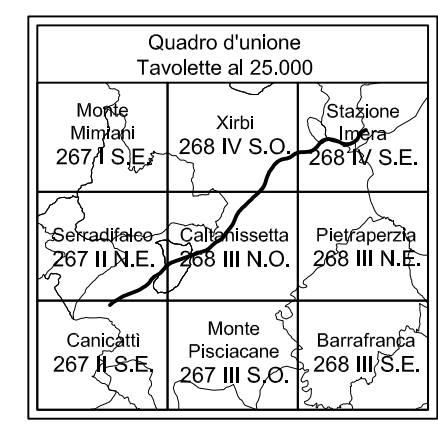 Quadro d'unione
Tavolette al 25.000
Monte
Mimiani
267 I S.E.
Xirbi
268 IV S.O.
Stazione
Imera
268 IV S.E.
Serradifalco
267 II N.E.
Caltanissetta
268 III N.O.
Pietraperzia
268 III N.E.
Canicattì
267 II S.E.
Monte
Pisciacane
267 III S.O.
Barrafranca
268 III S.E.